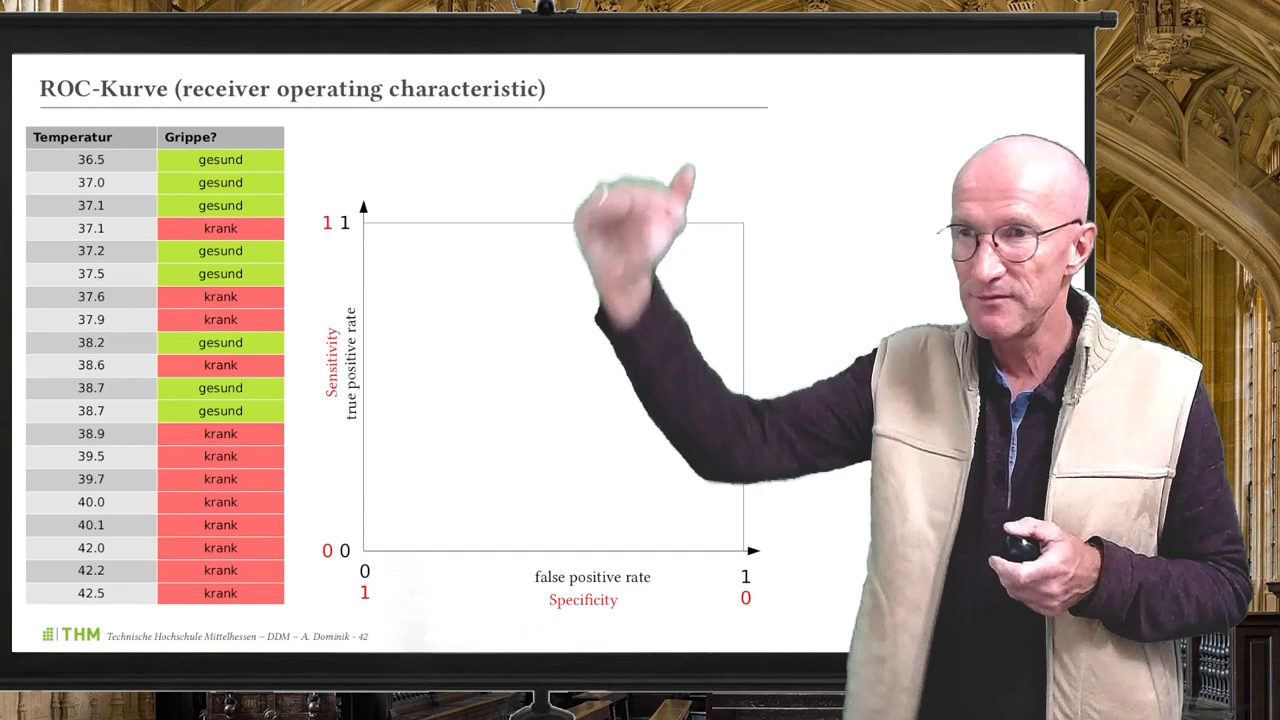 ROC-Kurve (receiver operating characteristic)
Temperatur Grippe?
36.5 gesund
37.0 gesund
37.1 gesund
37.1 krank
37.2 gesund
37.5 gesund
37.6 krank
37.9 krank
38.2 gesund
38.6 krank
38.7 gesund
38.7 gesund
38.9 krank
39.5 krank
39.7 krank
40.0 krank
40.1 krank
42.0 krank
42.2 krank
42.5 krank
1 1
Sensitivity
true positive rate
0 0
0 false positive rate 1
1 Specificity 0
THM Technische Hochschule Mittelhessen – DDM – A. Dominik - 42